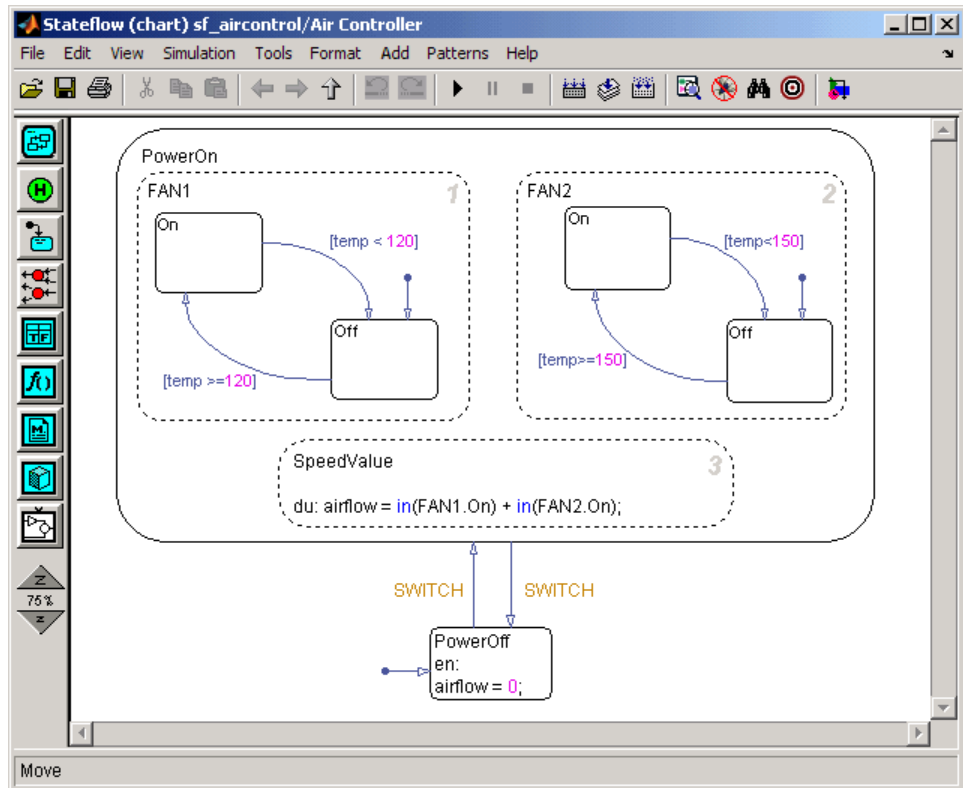 Stateflow (chart) sf_aircontrol/Air Controller
File Edit View Simulation Tools Format Add Patterns Help
PowerOn
FAN1 1
On
[temp < 120]
Off
[temp >=120]
FAN2 2
On
[temp<150]
Off
[temp>=150]
SpeedValue 3
du: airflow = in(FAN1.On) + in(FAN2.On);
SWITCH SWITCH
PowerOff
en:
airflow = 0;
H
TF
f()
M
Z
75%
Z
Move